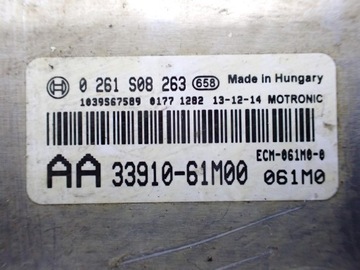 0 261 S08 263 658 Made in Hungary
1039S67589 0177 1282 13-12-14 MOTRONIC
ECM-061M0-0
AA 33910-61M00 061M0